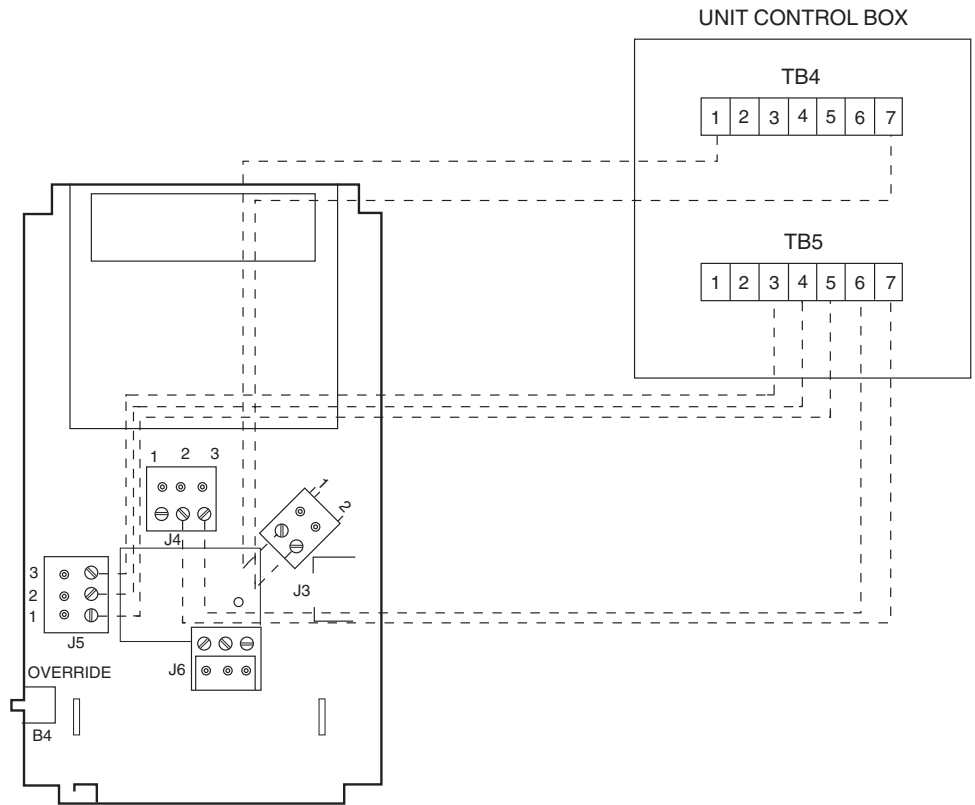 UNIT CONTROL BOX
TB4
1 2 3 4 5 6 7
TB5
1 2 3 4 5 6 7
1 2 3
J4
1
2
J3
3
2
1
J5
J6
OVERRIDE
B4